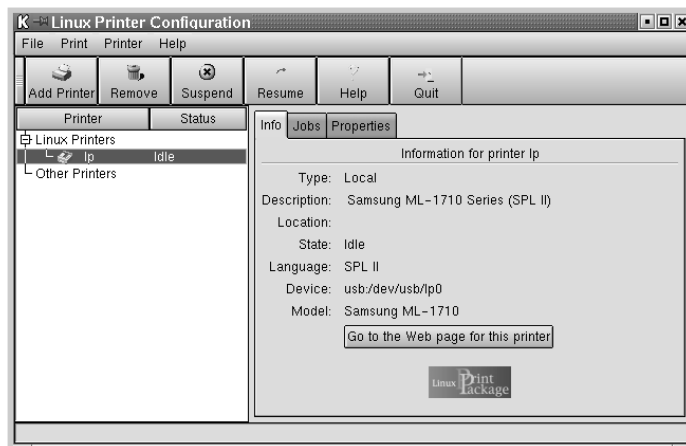 Linux Printer Configuration
File Print Printer Help
Add Printer Remove Suspend Resume Help Quit
Printer Status
Linux Printers
lp Idle
Other Printers
Info Jobs Properties
Information for printer lp
Type: Local
Description: Samsung ML-1710 Series (SPL II)
Location:
State: Idle
Language: SPL II
Device: usb:/dev/usb/lp0
Model: Samsung ML-1710
Go to the Web page for this printer
Linux Print Package